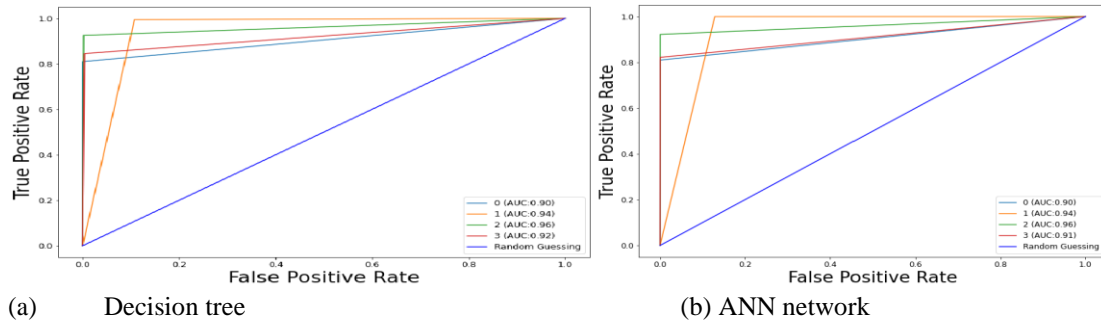 1.0
0.8
0.6
0.4
0.2
0.0
True Positive Rate
0 (AUC:0.90)
1 (AUC:0.94)
2 (AUC:0.96)
3 (AUC:0.92)
Random Guessing
0.0 0.2 0.4 0.6 0.8 1.0
False Positive Rate
(a) Decision tree
1.0
0.8
0.6
0.4
0.2
0.0
True Positive Rate
0 (AUC:0.90)
1 (AUC:0.94)
2 (AUC:0.96)
3 (AUC:0.91)
Random Guessing
0.0 0.2 0.4 0.6 0.8 1.0
False Positive Rate
(b) ANN network